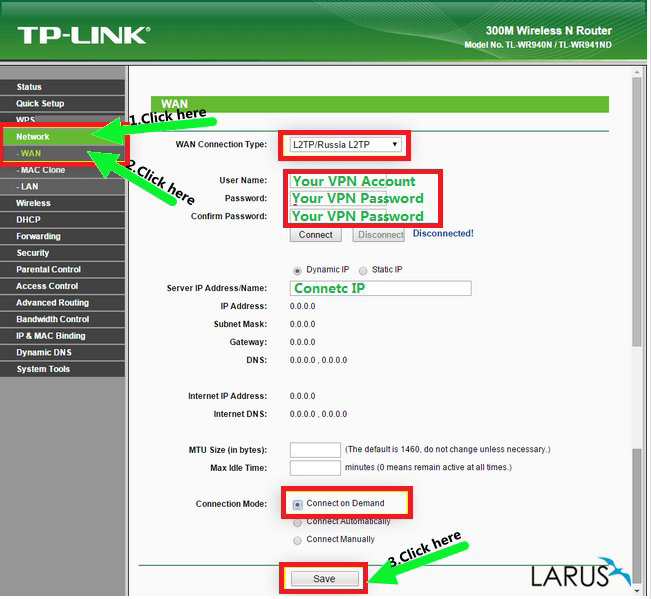 TP-LINK®
300M Wireless N Router
Model No. TL-WR940N / TL-WR941ND
Status
Quick Setup
WPS
Network
- WAN
- MAC Clone
- LAN
Wireless
DHCP
Forwarding
Security
Parental Control
Access Control
Advanced Routing
Bandwidth Control
IP & MAC Binding
Dynamic DNS
System Tools
1.Click here
2.Click here
WAN
WAN Connection Type: L2TP/Russia L2TP
User Name: Your VPN Account
Password: Your VPN Password
Confirm Password: Your VPN Password
Connect Disconnect Disconnected!
Dynamic IP Static IP
Server IP Address/Name: Connetc IP
IP Address: 0.0.0.0
Subnet Mask: 0.0.0.0
Gateway: 0.0.0.0
DNS: 0.0.0.0 , 0.0.0.0
Internet IP Address: 0.0.0.0
Internet DNS: 0.0.0.0 , 0.0.0.0
MTU Size (in bytes): (The default is 1460, do not change unless necessary.)
Max Idle Time: minutes (0 means remain active at all times.)
Connection Mode: Connect on Demand
Connect Automatically
Connect Manually
3.Click here
Save
LARUS